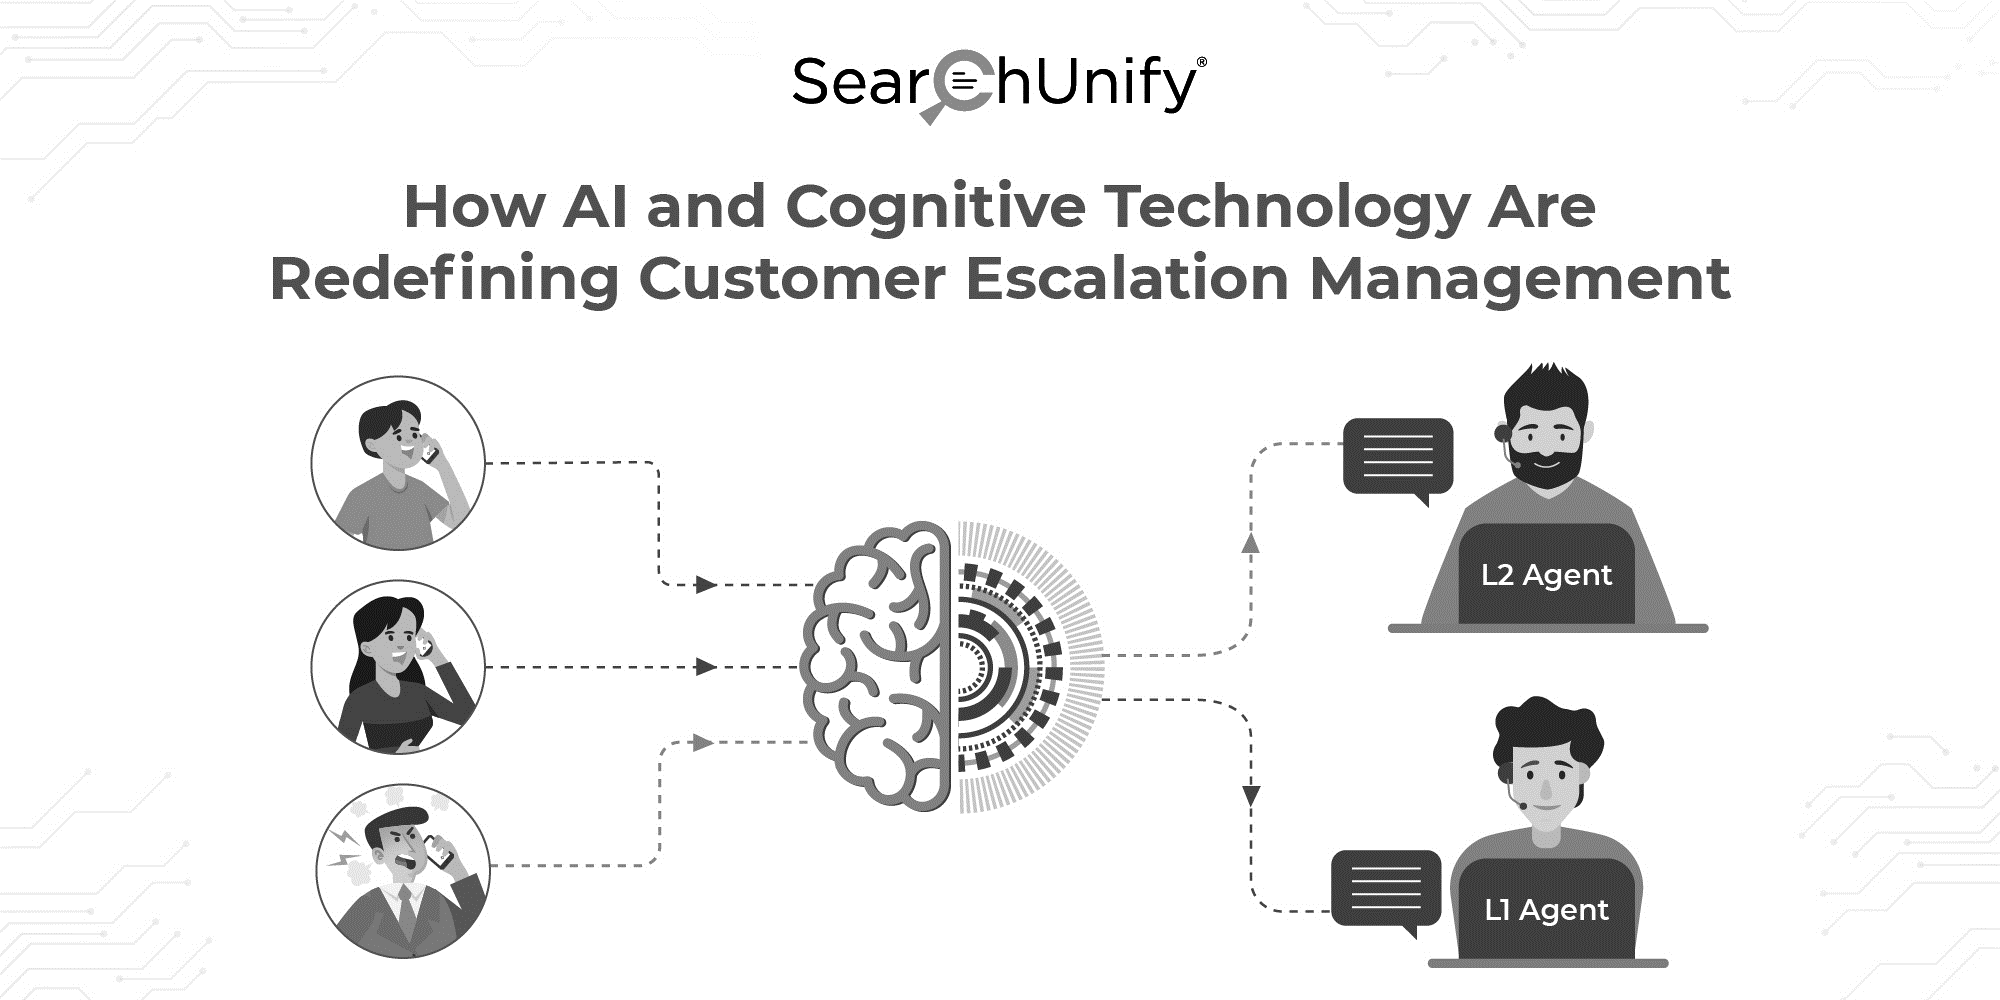 SearchUnify®
How AI and Cognitive Technology Are
Redefining Customer Escalation Management
L2 Agent
L1 Agent